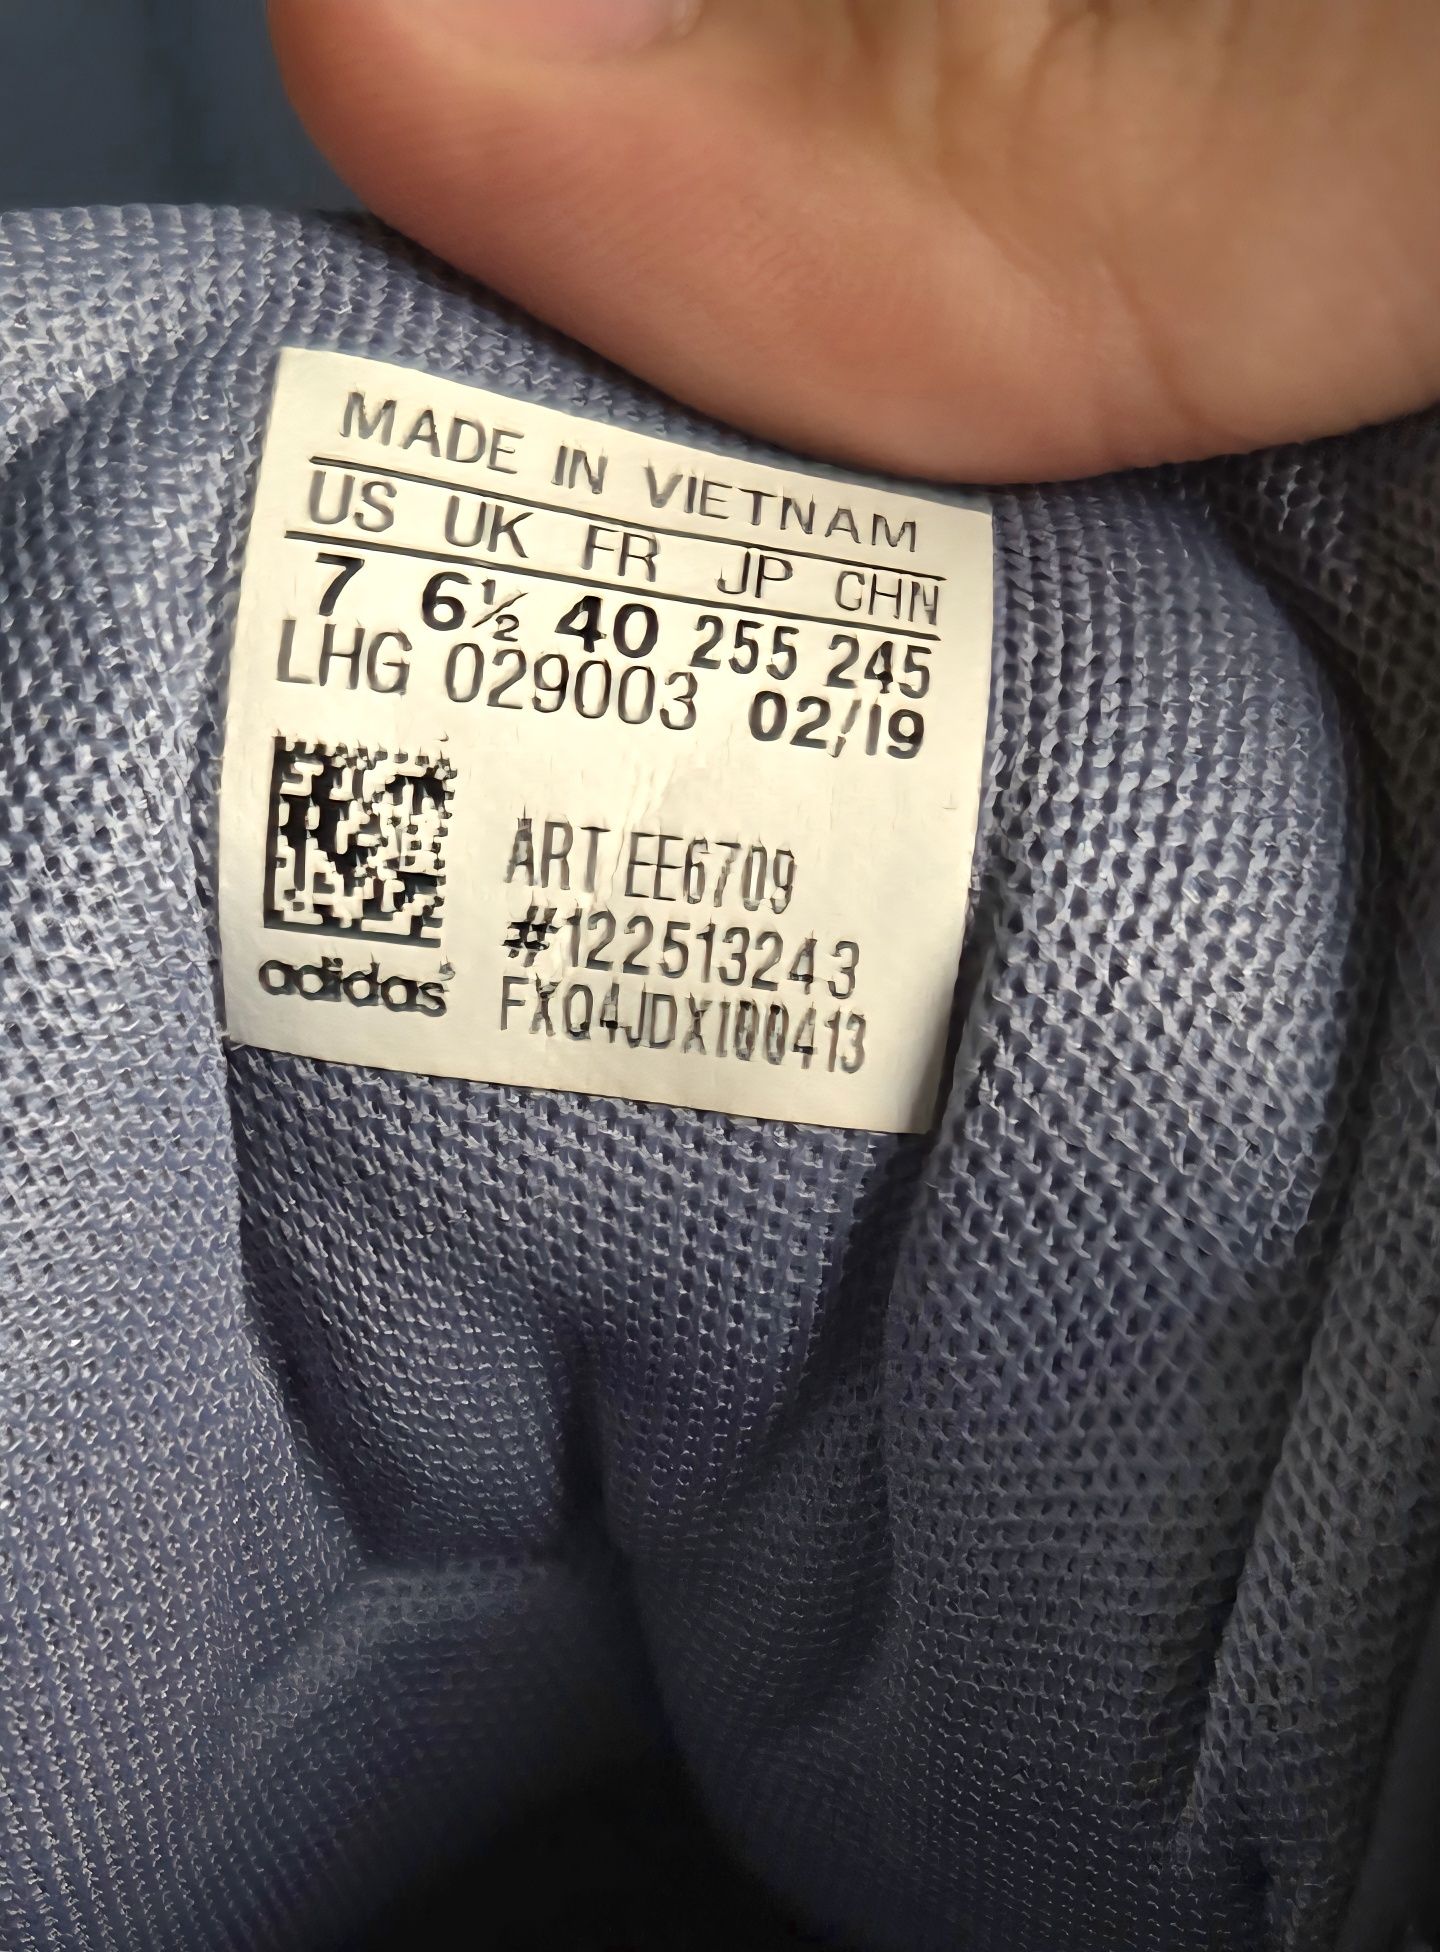 MADE IN VIETNAM
US UK FR JP CHN
7 6½ 40 255 245
LHG 029003 02/19
ART EE6709
#122513243
FXQ4JDX100413
adidas